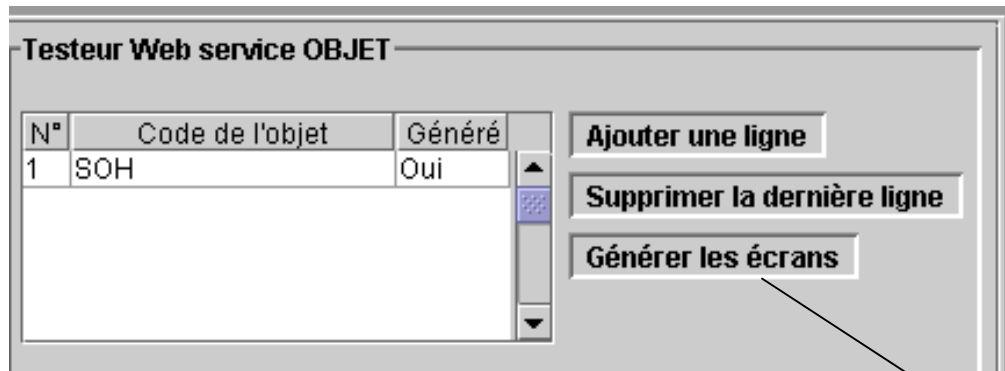 Testeur Web service OBJET
N° Code de l'objet Généré
1 SOH Oui
Ajouter une ligne
Supprimer la dernière ligne
Générer les écrans